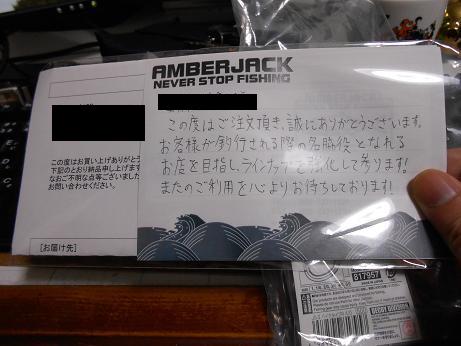 AMBERJACK
NEVER STOP FISHING
この度はご注文頂き、誠にありがとうございます。
お客様が釣行される際の名脇役となれる
お店を目指し、ラインナップを強化して参ります!
またのご利用を心よりお待ちしております!
この度はお買い上げありがとう
下記のとおり納品申し上げます
なおご不明な点等ございました
お問い合わせください。
[お届け先]
817957